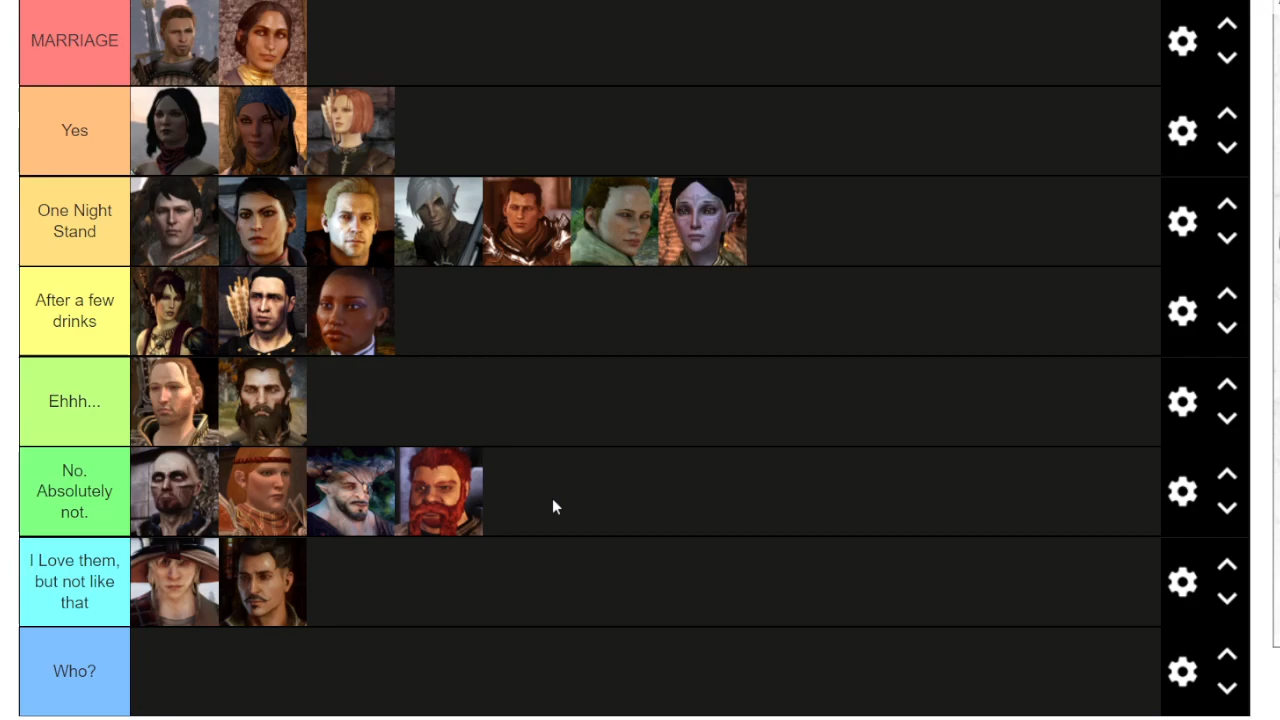 MARRIAGE
Yes
One Night
Stand
After a few
drinks
Ehhh...
No.
Absolutely
not.
I Love them,
but not like
that
Who?